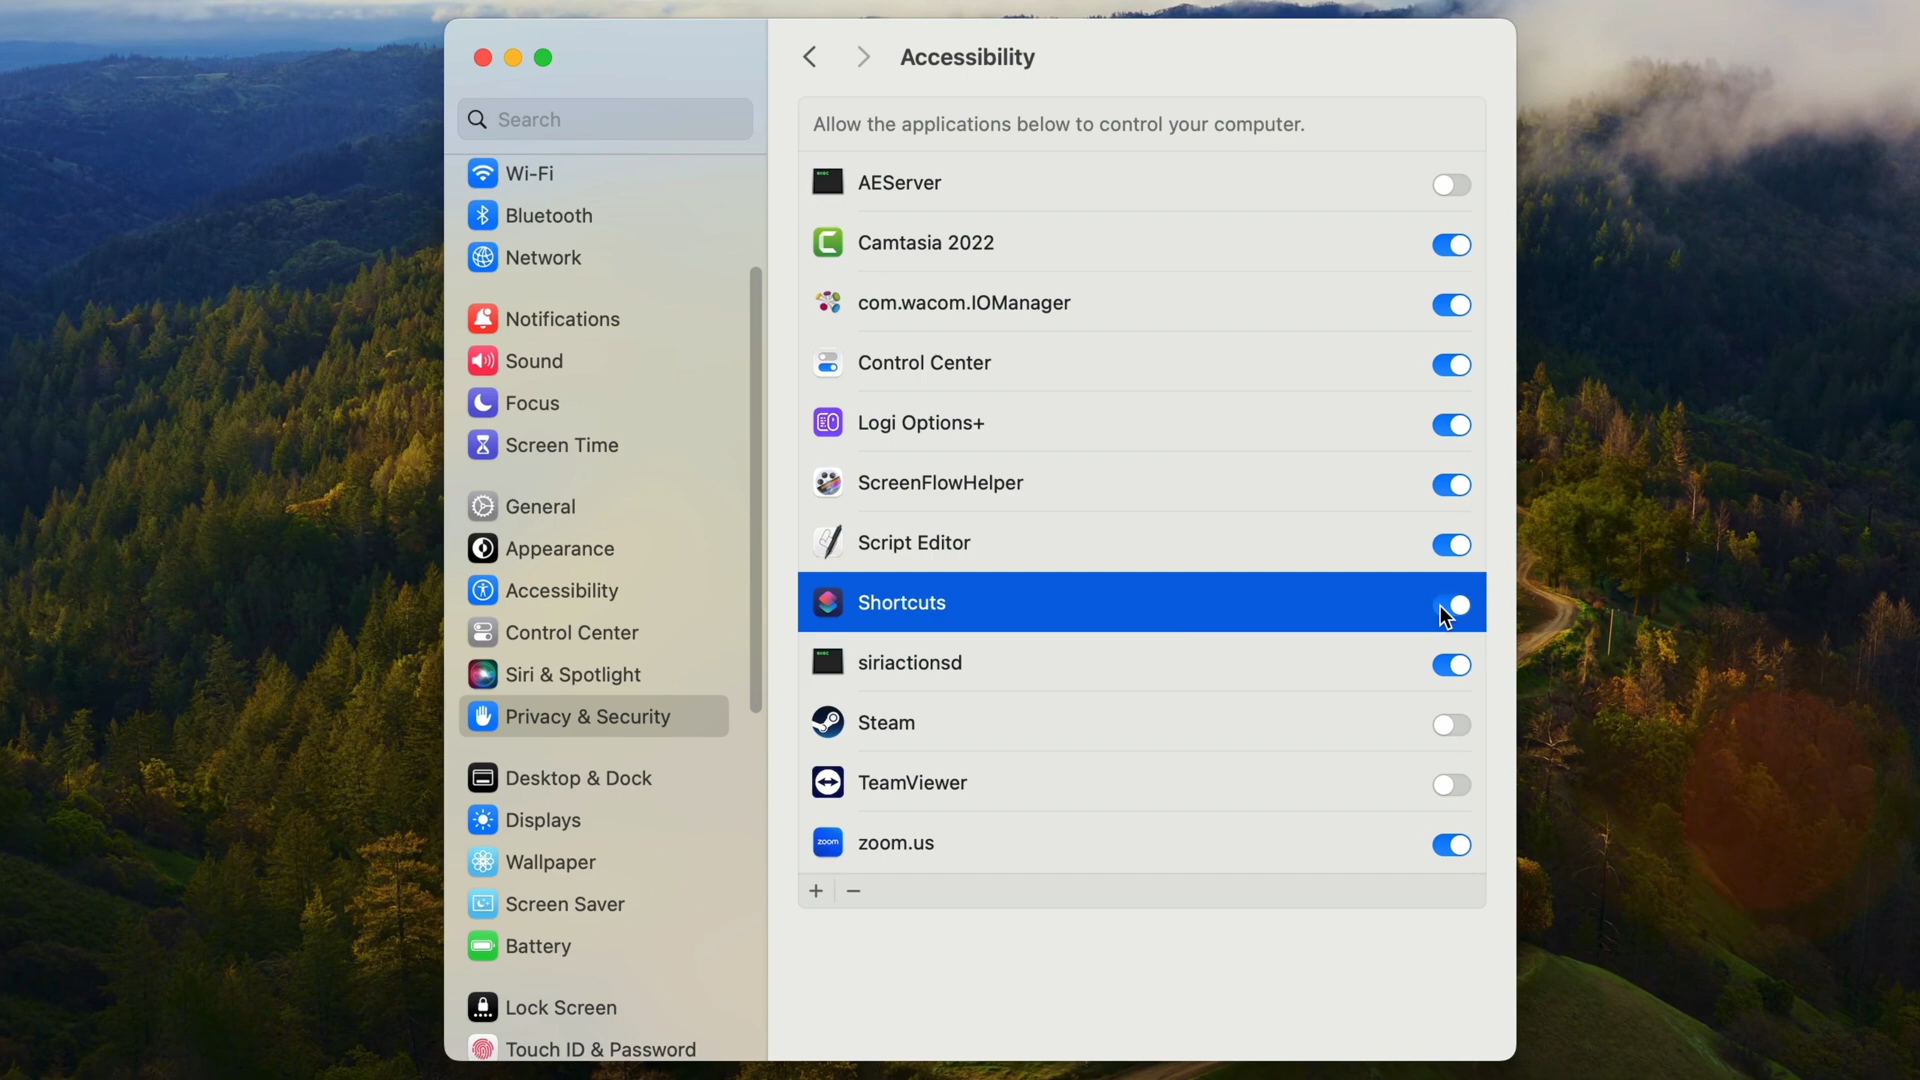 Accessibility
Search
Allow the applications below to control your computer.
Wi-Fi
Bluetooth
Network
Notifications
Sound
Focus
Screen Time
General
Appearance
Accessibility
Control Center
Siri & Spotlight
Privacy & Security
Desktop & Dock
Displays
Wallpaper
Screen Saver
Battery
Lock Screen
Touch ID & Password
AEServer
Camtasia 2022
com.wacom.IOManager
Control Center
Logi Options+
ScreenFlowHelper
Script Editor
Shortcuts
siriactionsd
Steam
TeamViewer
zoom zoom.us